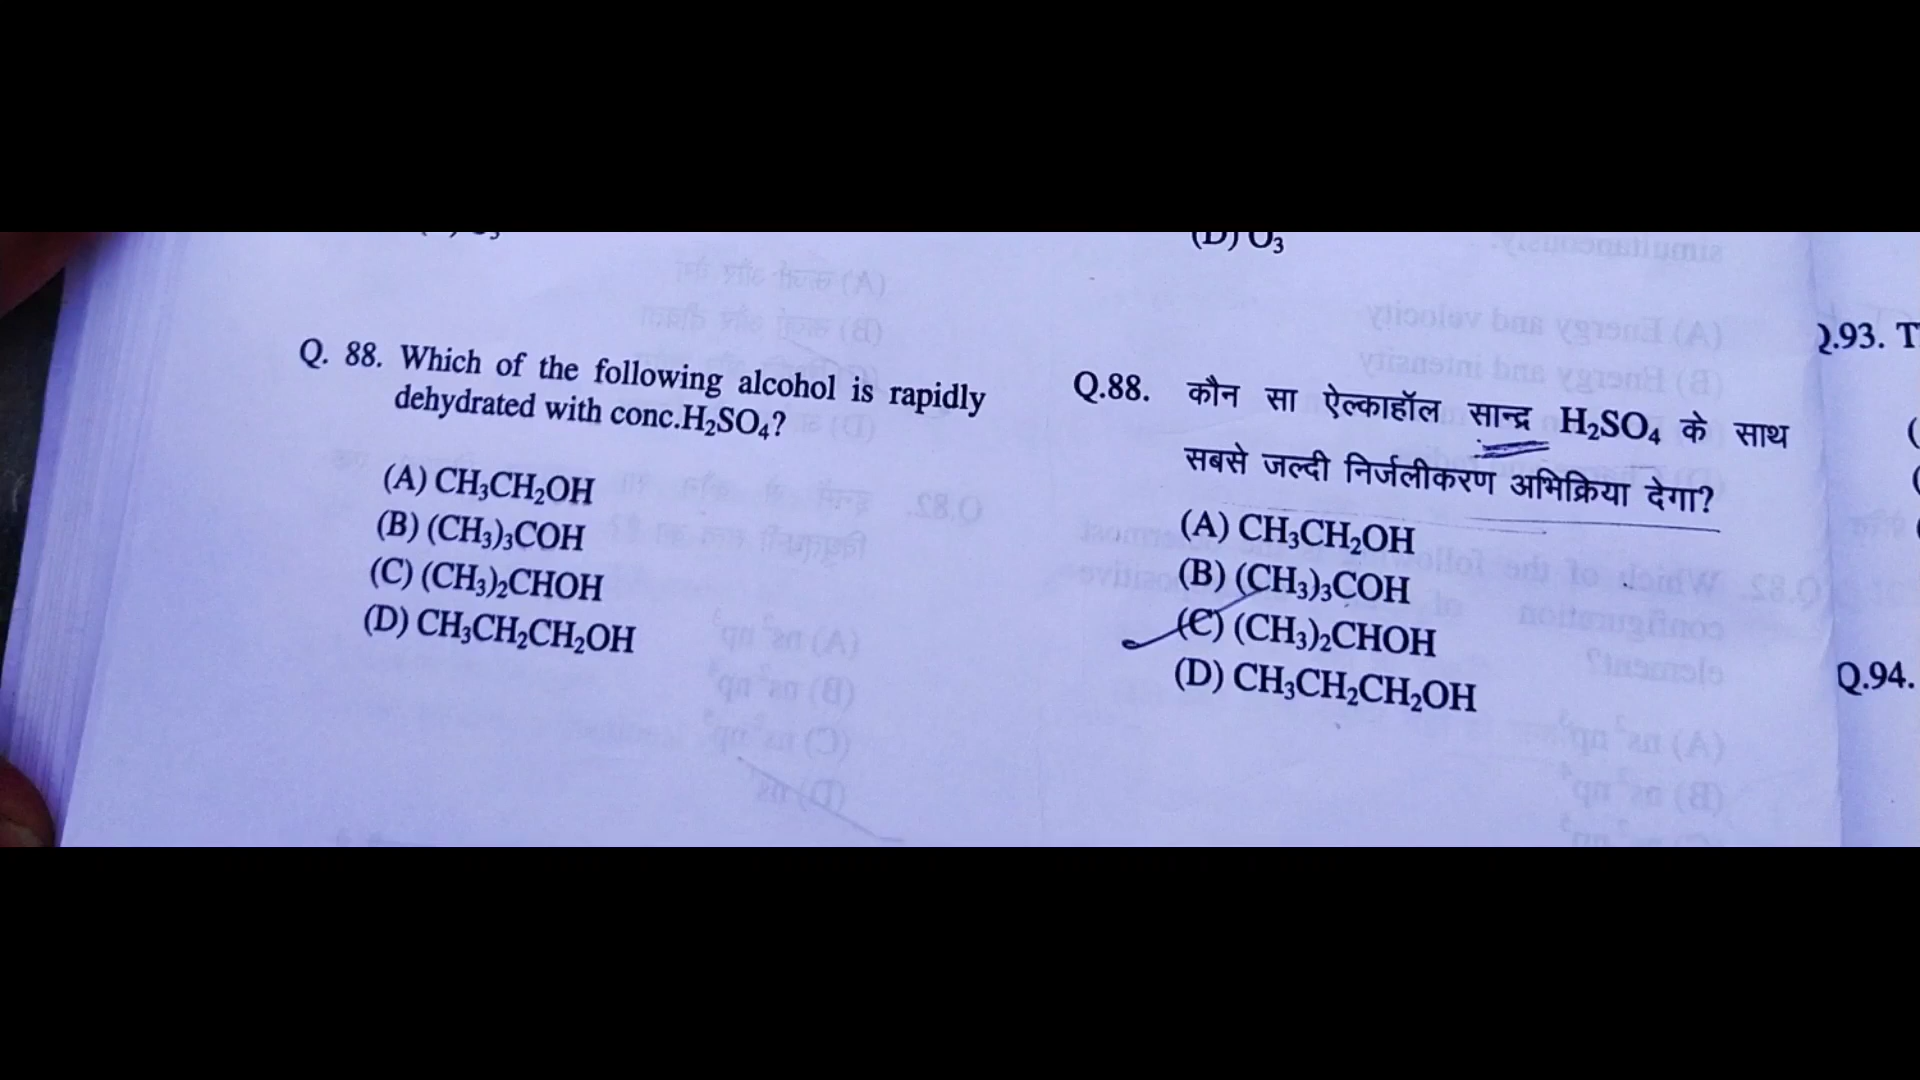 (D) O₃
Q. 88. Which of the following alcohol is rapidly
dehydrated with conc.H₂SO₄?
(A) CH₃CH₂OH
(B) (CH₃)₃COH
(C) (CH₃)₂CHOH
(D) CH₃CH₂CH₂OH
Q.88. कौन सा ऐल्काहॉल सान्द्र H₂SO₄ के साथ
सबसे जल्दी निर्जलीकरण अभिक्रिया देगा?
(A) CH₃CH₂OH
(B) (CH₃)₃COH
(C) (CH₃)₂CHOH
(D) CH₃CH₂CH₂OH
Q.93. T
Q.94.